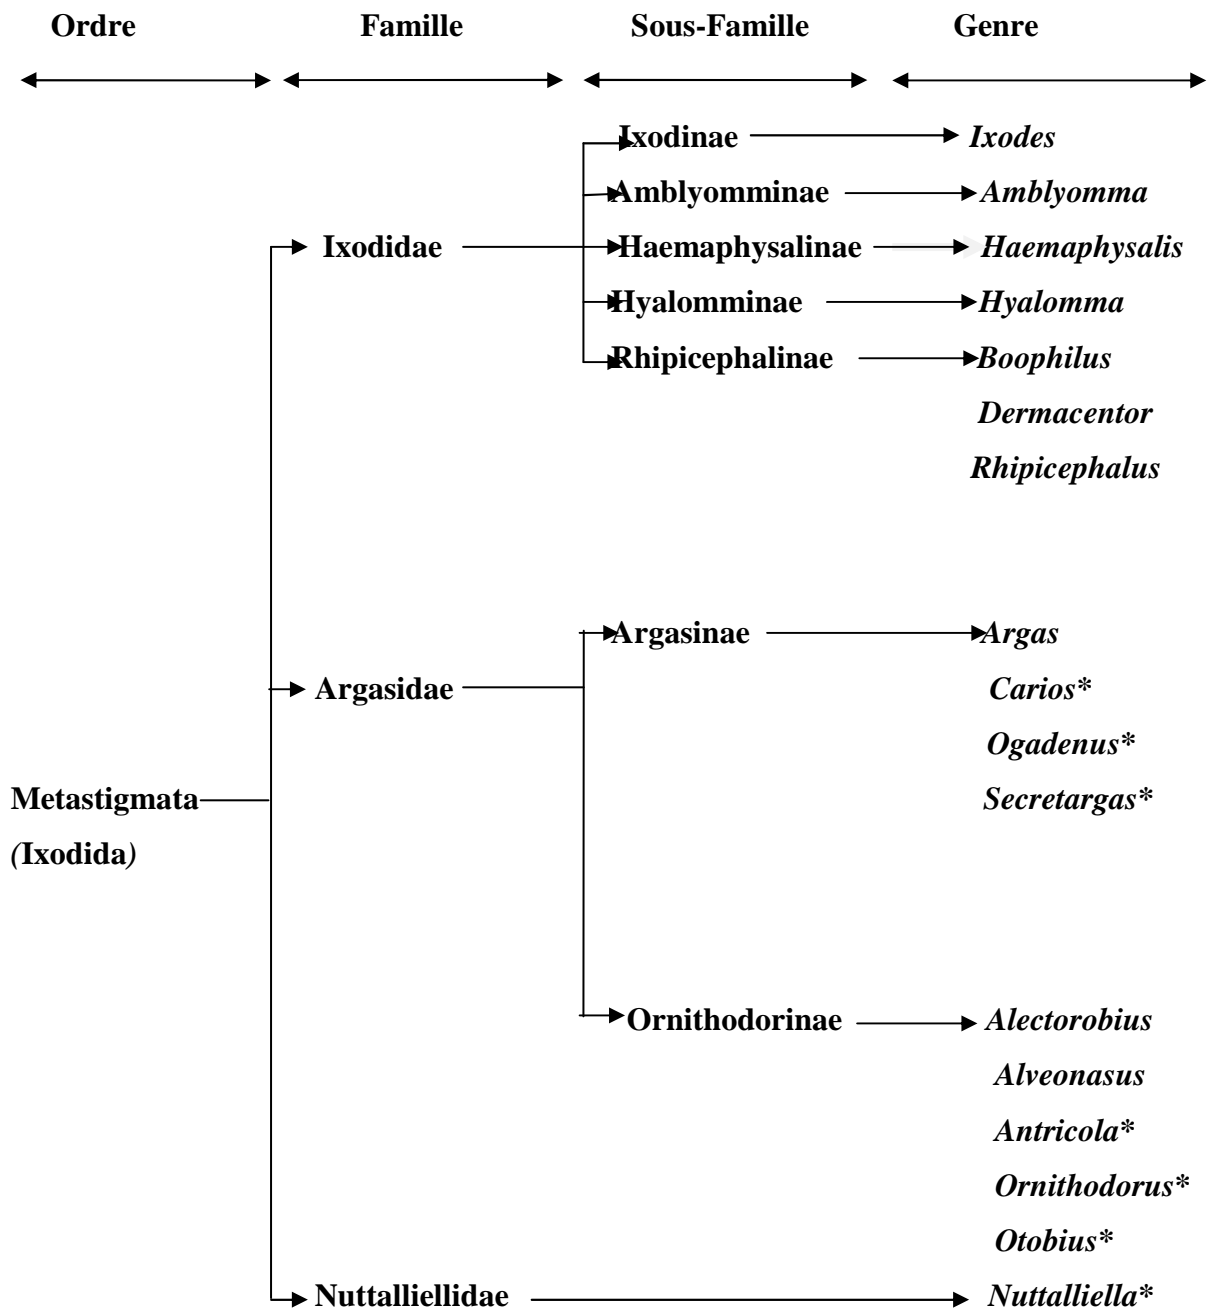 Ordre Famille Sous-Famille Genre
Ixodinae Ixodes
Amblyomminae Amblyomma
Ixodidae Haemaphysalinae Haemaphysalis
Hyalomminae Hyalomma
Rhipicephalinae Boophilus
Dermacentor
Rhipicephalus
Argasinae Argas
Argasidae Carios*
Ogadenus*
Metastigmata Secretargas*
(Ixodida)
Ornithodorinae Alectorobius
Alveonasus
Antricola*
Ornithodorus*
Otobius*
Nuttalliellidae Nuttalliella*